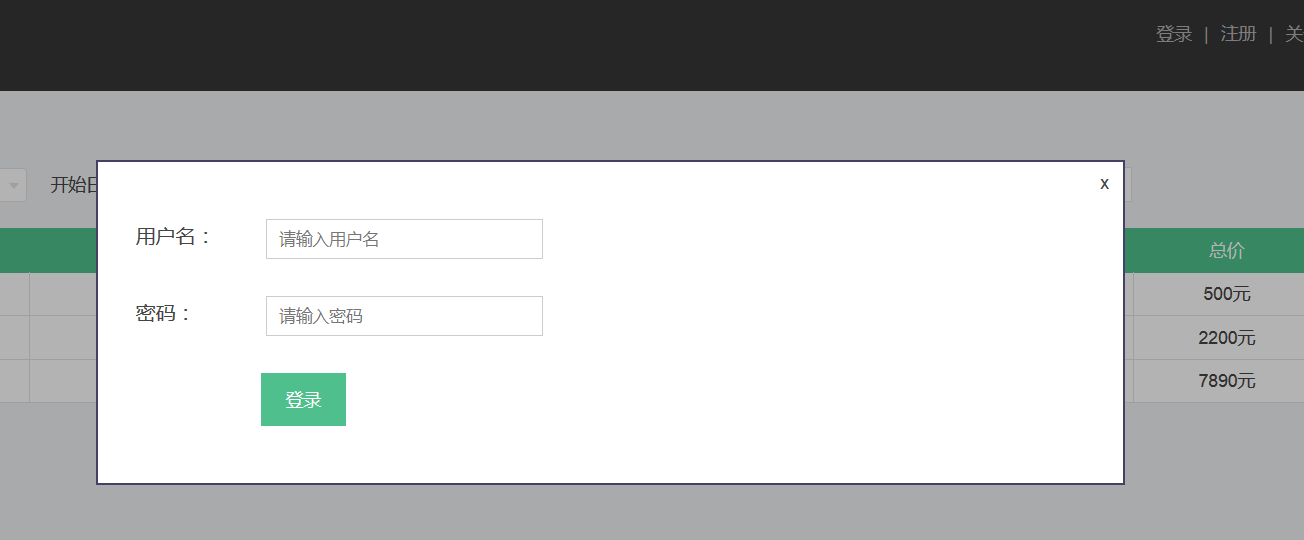 登录 | 注册 | 关
开始日
x
用户名：
请输入用户名
总价
500元
密码：
请输入密码
2200元
7890元
登录